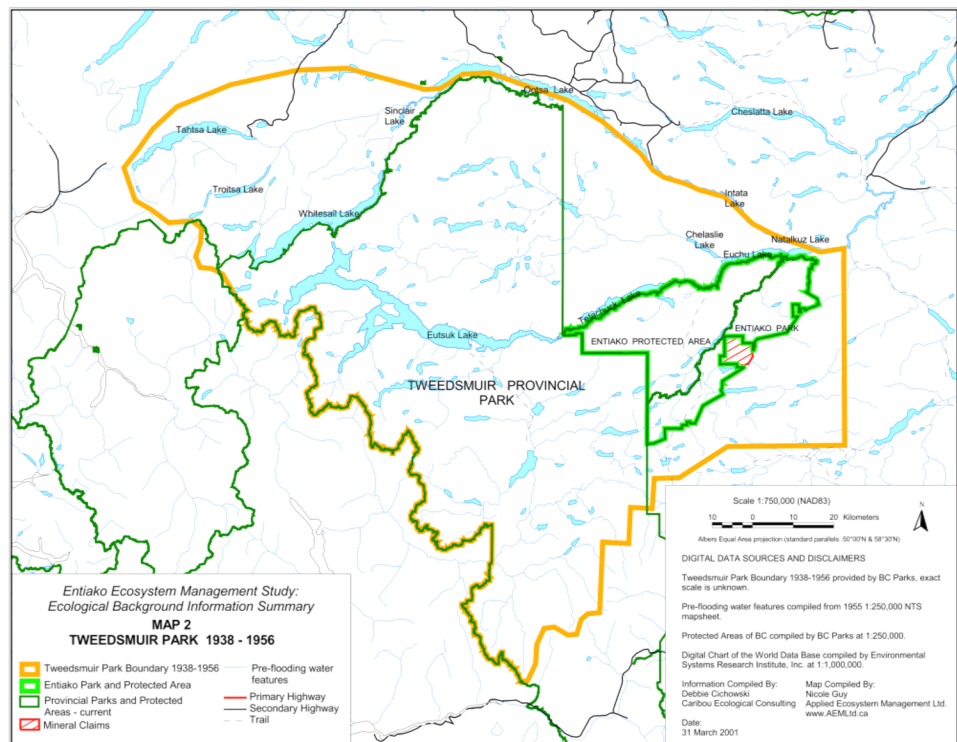 Ootsa Lake
Sinclair
Lake
Cheslatta Lake
Tahtsa Lake
Troitsa Lake
Intata
Lake
Whitesail Lake
Chelaslie
Lake
Natalkuz Lake
Euchu Lake
Tetachuck Lake
ENTIAKO PARK
Eutsuk Lake
ENTIAKO PROTECTED AREA
TWEEDSMUIR PROVINCIAL
PARK
Scale 1:750,000 (NAD83)
10 0 10 20 Kilometers
N
Albers Equal Area projection (standard parallels: 50°00'N & 58°30'N)
DIGITAL DATA SOURCES AND DISCLAIMERS
Tweedsmuir Park Boundary 1938-1956 provided by BC Parks, exact
scale is unknown.
Pre-flooding water features compiled from 1955 1:250,000 NTS
mapsheet.
Protected Areas of BC compiled by BC Parks at 1:250,000.
Digital Chart of the World Data Base compiled by Environmental
Systems Research Institute, Inc. at 1:1,000,000.
Information Compiled By:
Debbie Cichowski
Caribou Ecological Consulting
Map Compiled By:
Nicole Guy
Applied Ecosystem Management Ltd.
www.AEMLtd.ca
Date:
31 March 2001
Entiako Ecosystem Management Study:
Ecological Background Information Summary
MAP 2
TWEEDSMUIR PARK 1938 - 1956
Tweedsmuir Park Boundary 1938-1956
Entiako Park and Protected Area
Provincial Parks and Protected
Areas - current
Mineral Claims
Pre-flooding water
features
Primary Highway
Secondary Highway
Trail